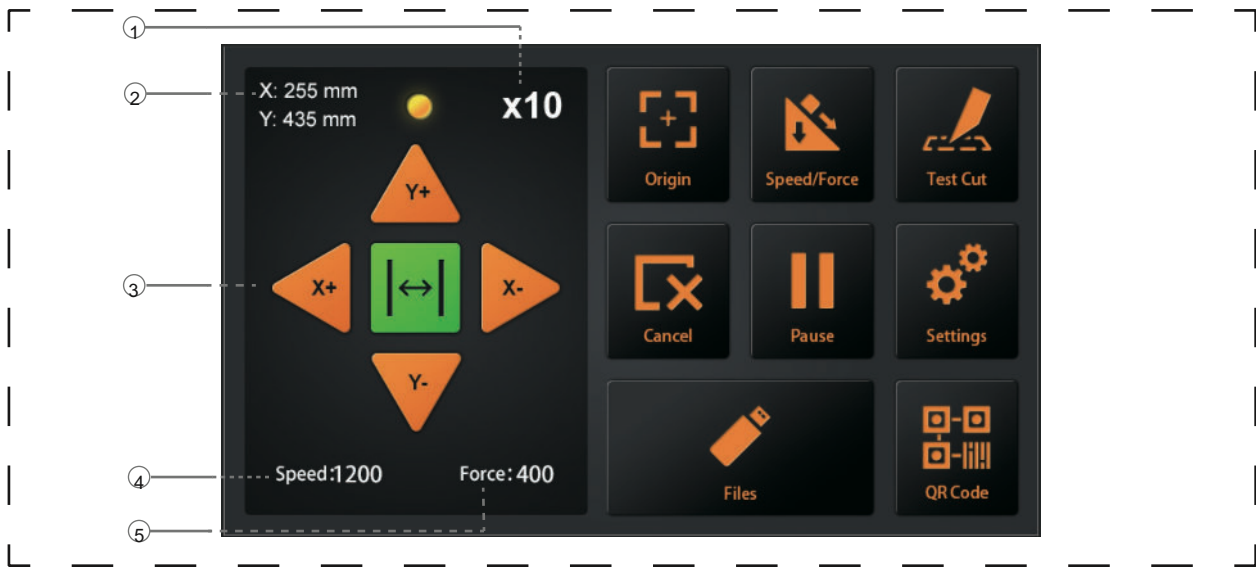 1
2
X: 255 mm
Y: 435 mm
x10
Origin
Speed/Force
Test Cut
Y+
3
X+
X-
Y-
Cancel
Pause
Settings
4
Speed:1200
Force:400
5
Files
QR Code